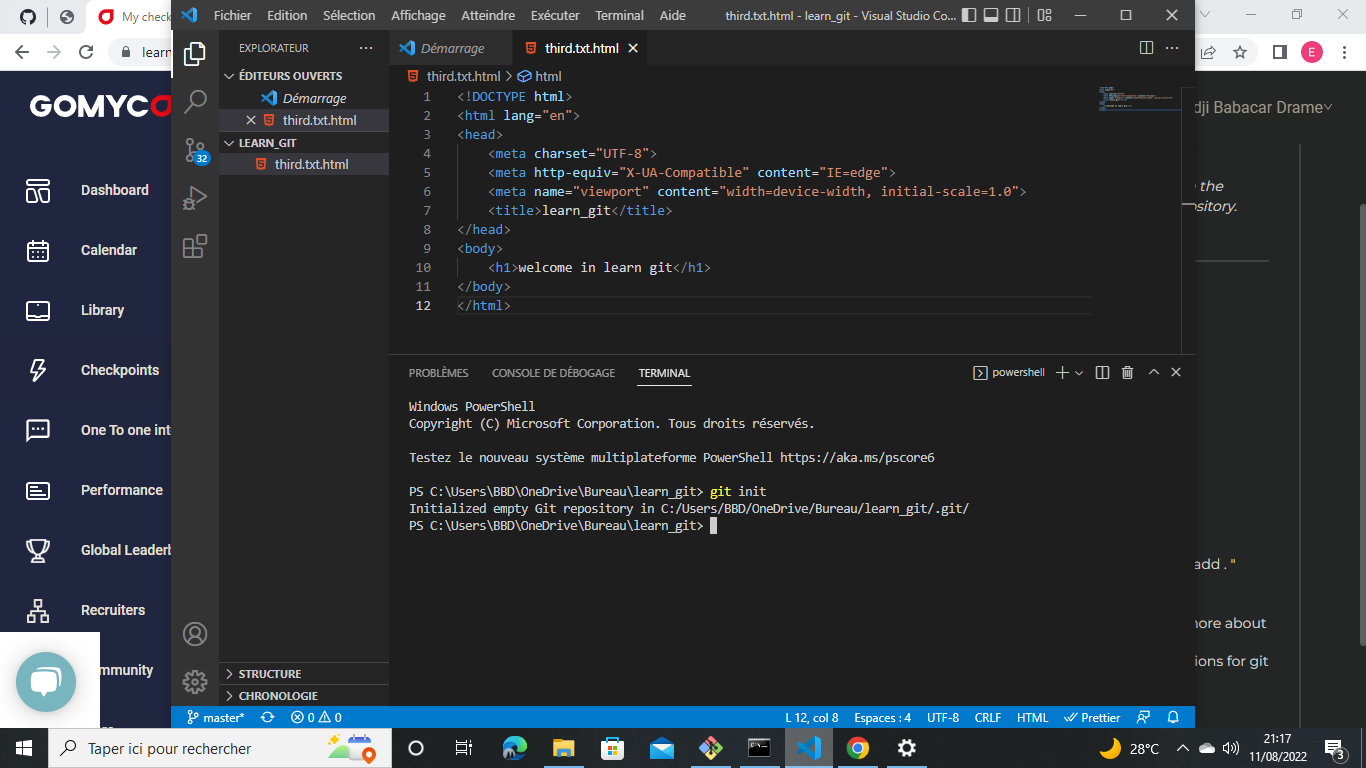 My check
learn
GOMYCO
Dashboard
Calendar
Library
Checkpoints
One To one int
Performance
Global Leaderb
Recruiters
mmunity
Fichier Edition Sélection Affichage Atteindre Exécuter Terminal Aide
third.txt.html - learn_git - Visual Studio Co...
EXPLORATEUR
ÉDITEURS OUVERTS
Démarrage
third.txt.html
LEARN_GIT
third.txt.html
32
STRUCTURE
CHRONOLOGIE
Démarrage third.txt.html
third.txt.html > html
1 <!DOCTYPE html>
2 <html lang="en">
3 <head>
4 <meta charset="UTF-8">
5 <meta http-equiv="X-UA-Compatible" content="IE=edge">
6 <meta name="viewport" content="width=device-width, initial-scale=1.0">
7 <title>learn_git</title>
8 </head>
9 <body>
10 <h1>welcome in learn git</h1>
11 </body>
12 </html>
PROBLÈMES CONSOLE DE DÉBOGAGE TERMINAL
powershell
Windows PowerShell
Copyright (C) Microsoft Corporation. Tous droits réservés.
Testez le nouveau système multiplateforme PowerShell https://aka.ms/pscore6
PS C:\Users\BBD\OneDrive\Bureau\learn_git> git init
Initialized empty Git repository in C:/Users/BBD/OneDrive/Bureau/learn_git/.git/
PS C:\Users\BBD\OneDrive\Bureau\learn_git>
master* 0 0 L 12, col 8 Espaces : 4 UTF-8 CRLF HTML Prettier
E
dji Babacar Drame
the
ository.
add . "
ore about
ions for git
Taper ici pour rechercher
28°C
21:17
11/08/2022
3